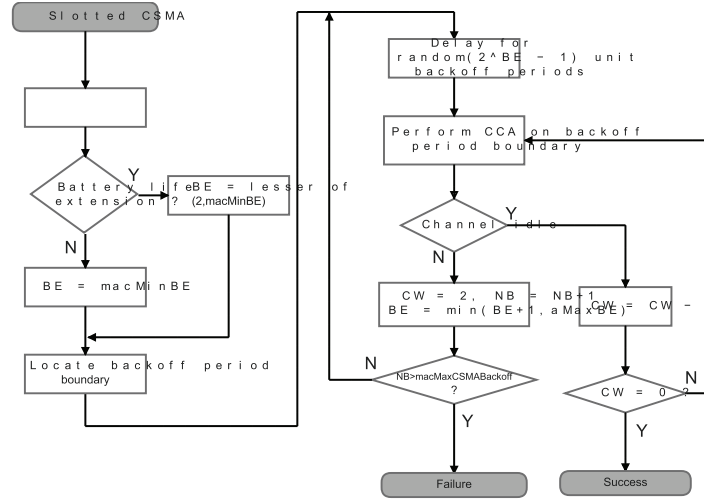 Slotted CSMA
Battery life
extension ?
Y
BE = lesser of
(2,macMinBE)
N
BE = macMinBE
Locate backoff period
boundary
Delay for
random(2^BE - 1) unit
backoff periods
Perform CCA on backoff
period boundary
Channel idle
Y
N
CW = 2, NB = NB+1
BE = min(BE+1,aMaxBE)
CW = CW -
N
NB>macMaxCSMABackoff
?
Y
CW = 0 ?
N
Y
Failure
Success